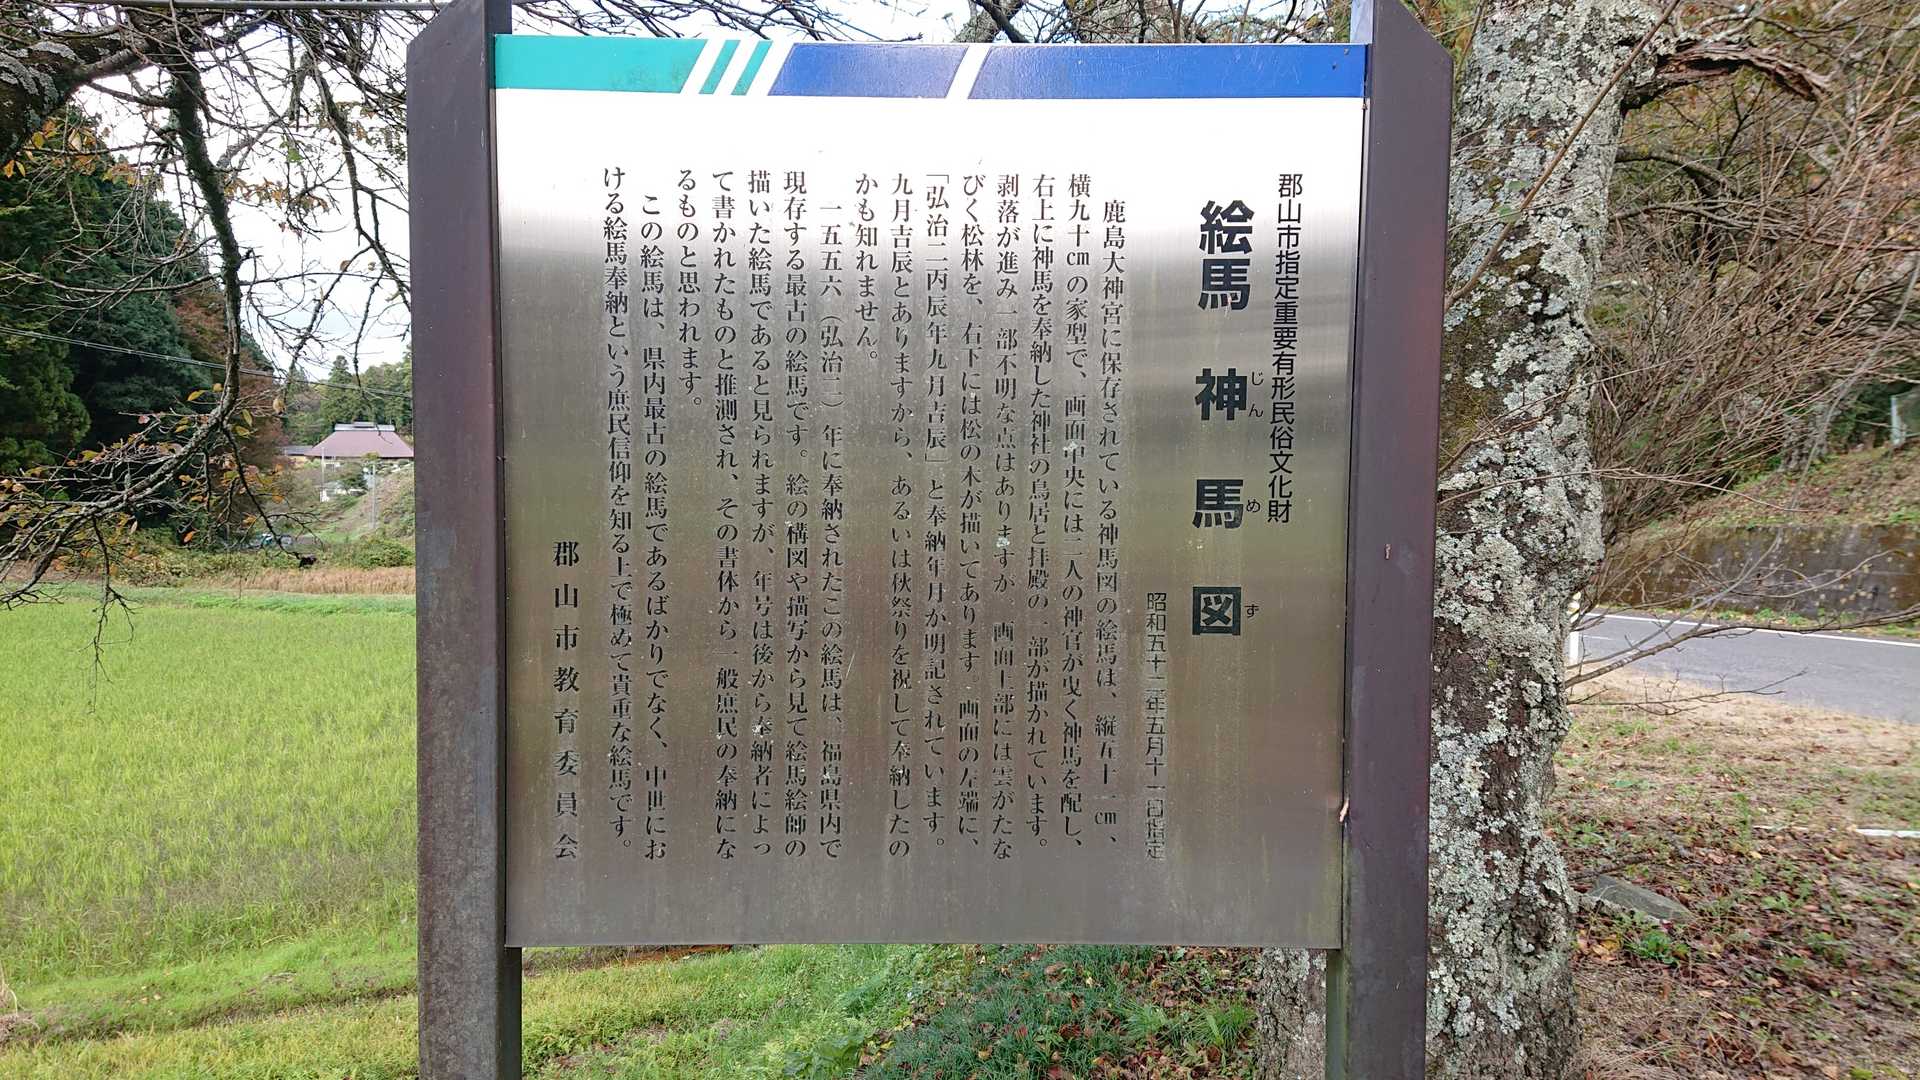 郡山市指定重要有形民俗文化財
絵馬 神馬図
じんめず
昭和五十二年五月十一日指定
鹿島大神宮に保存されている神馬図の絵馬は、縦五十一㎝、
横九十㎝の家型で、画面中央には二人の神官が曳く神馬を配し、
右上に神馬を奉納した神社の鳥居と拝殿の一部が描かれています。
剥落が進み一部不明な点はありますが、画面上部には雲がたな
びく松林を、右下には松の木が描いてあります。画面の左端に、
「弘治二丙辰年九月吉辰」と奉納年月が明記されています。
九月吉辰とありますから、あるいは秋祭りを祝して奉納したの
かも知れません。
一五五六（弘治二）年に奉納されたこの絵馬は、福島県内で
現存する最古の絵馬です。絵の構図や描写から見て絵馬絵師の
描いた絵馬であると見られますが、年号は後から奉納者によっ
て書かれたものと推測され、その書体から一般庶民の奉納にな
るものと思われます。
この絵馬は、県内最古の絵馬であるばかりでなく、中世にお
ける絵馬奉納という庶民信仰を知る上で極めて貴重な絵馬です。
郡山市教育委員会